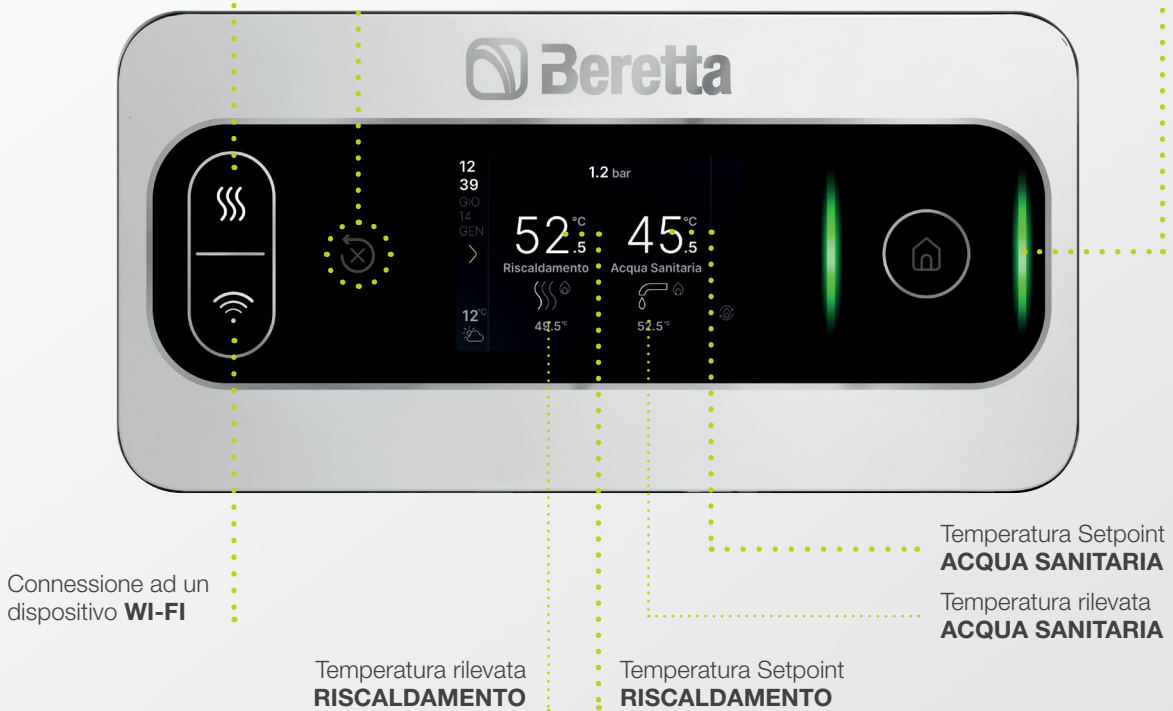 Beretta
12
39
GIO
14
GEN
12°C
1.2 bar
52.5°C
Riscaldamento
49.5°C
45.5°C
Acqua Sanitaria
52.5°C
Connessione ad un
dispositivo WI-FI
Temperatura rilevata
RISCALDAMENTO
Temperatura Setpoint
RISCALDAMENTO
Temperatura Setpoint
ACQUA SANITARIA
Temperatura rilevata
ACQUA SANITARIA